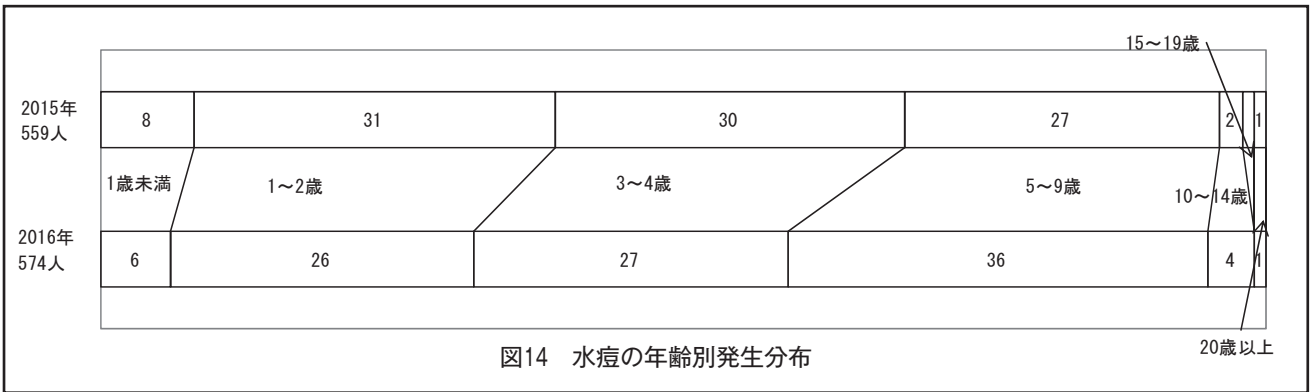 15～19歳
2015年
559人
8 31 30 27 2 1
1歳未満 1～2歳 3～4歳 5～9歳 10～14歳
2016年
574人
6 26 27 36 4 1
20歳以上
図14 水痘の年齢別発生分布